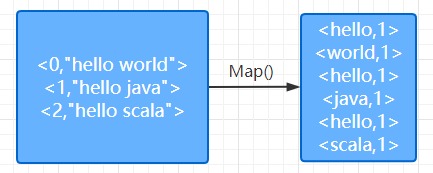 <0,"hello world">
<1,"hello java">
<2,"hello scala">
Map()
<hello,1>
<world,1>
<hello,1>
<java,1>
<hello,1>
<scala,1>